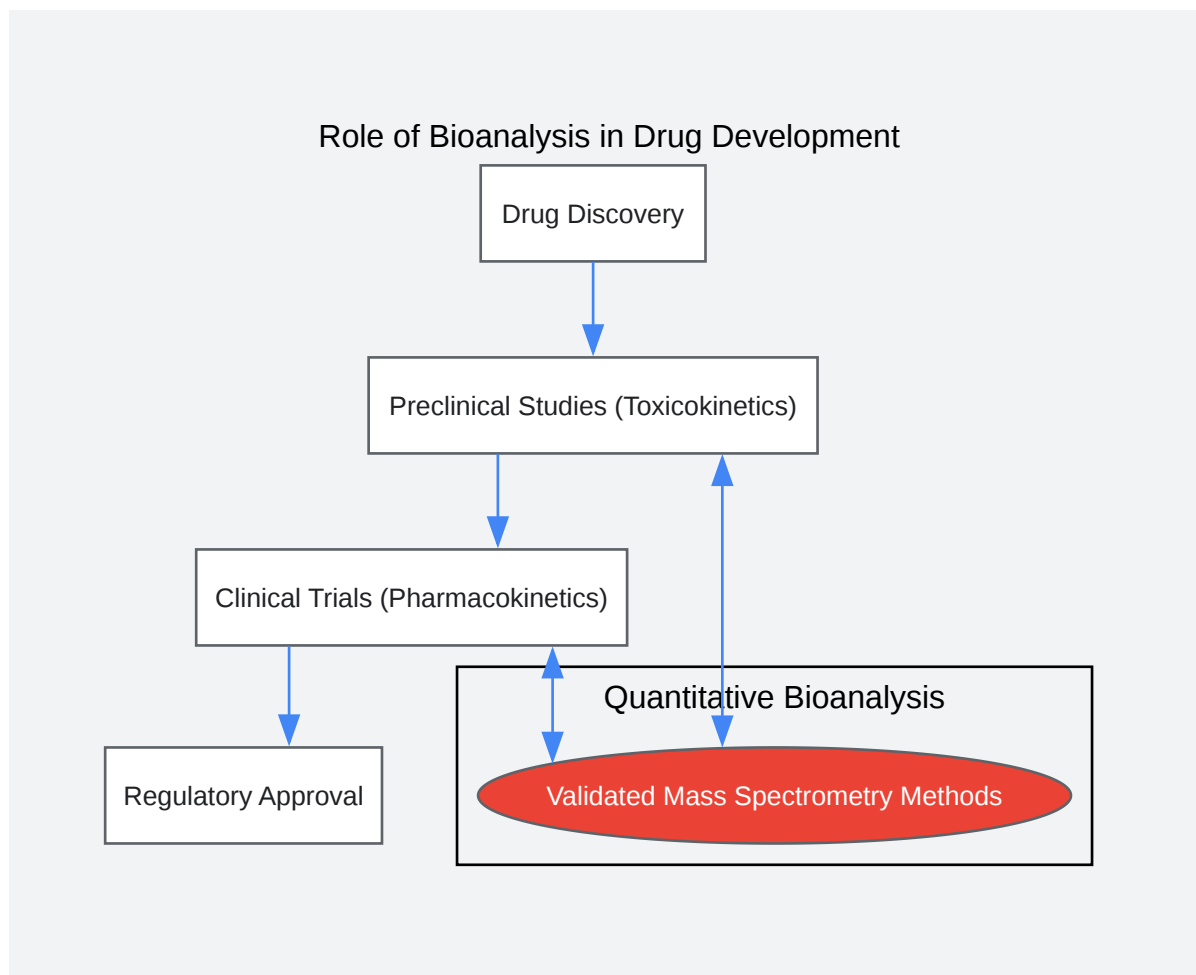 Role of Bioanalysis in Drug Development
Drug Discovery
Preclinical Studies (Toxicokinetics)
Clinical Trials (Pharmacokinetics)
Quantitative Bioanalysis
Regulatory Approval
Validated Mass Spectrometry Methods